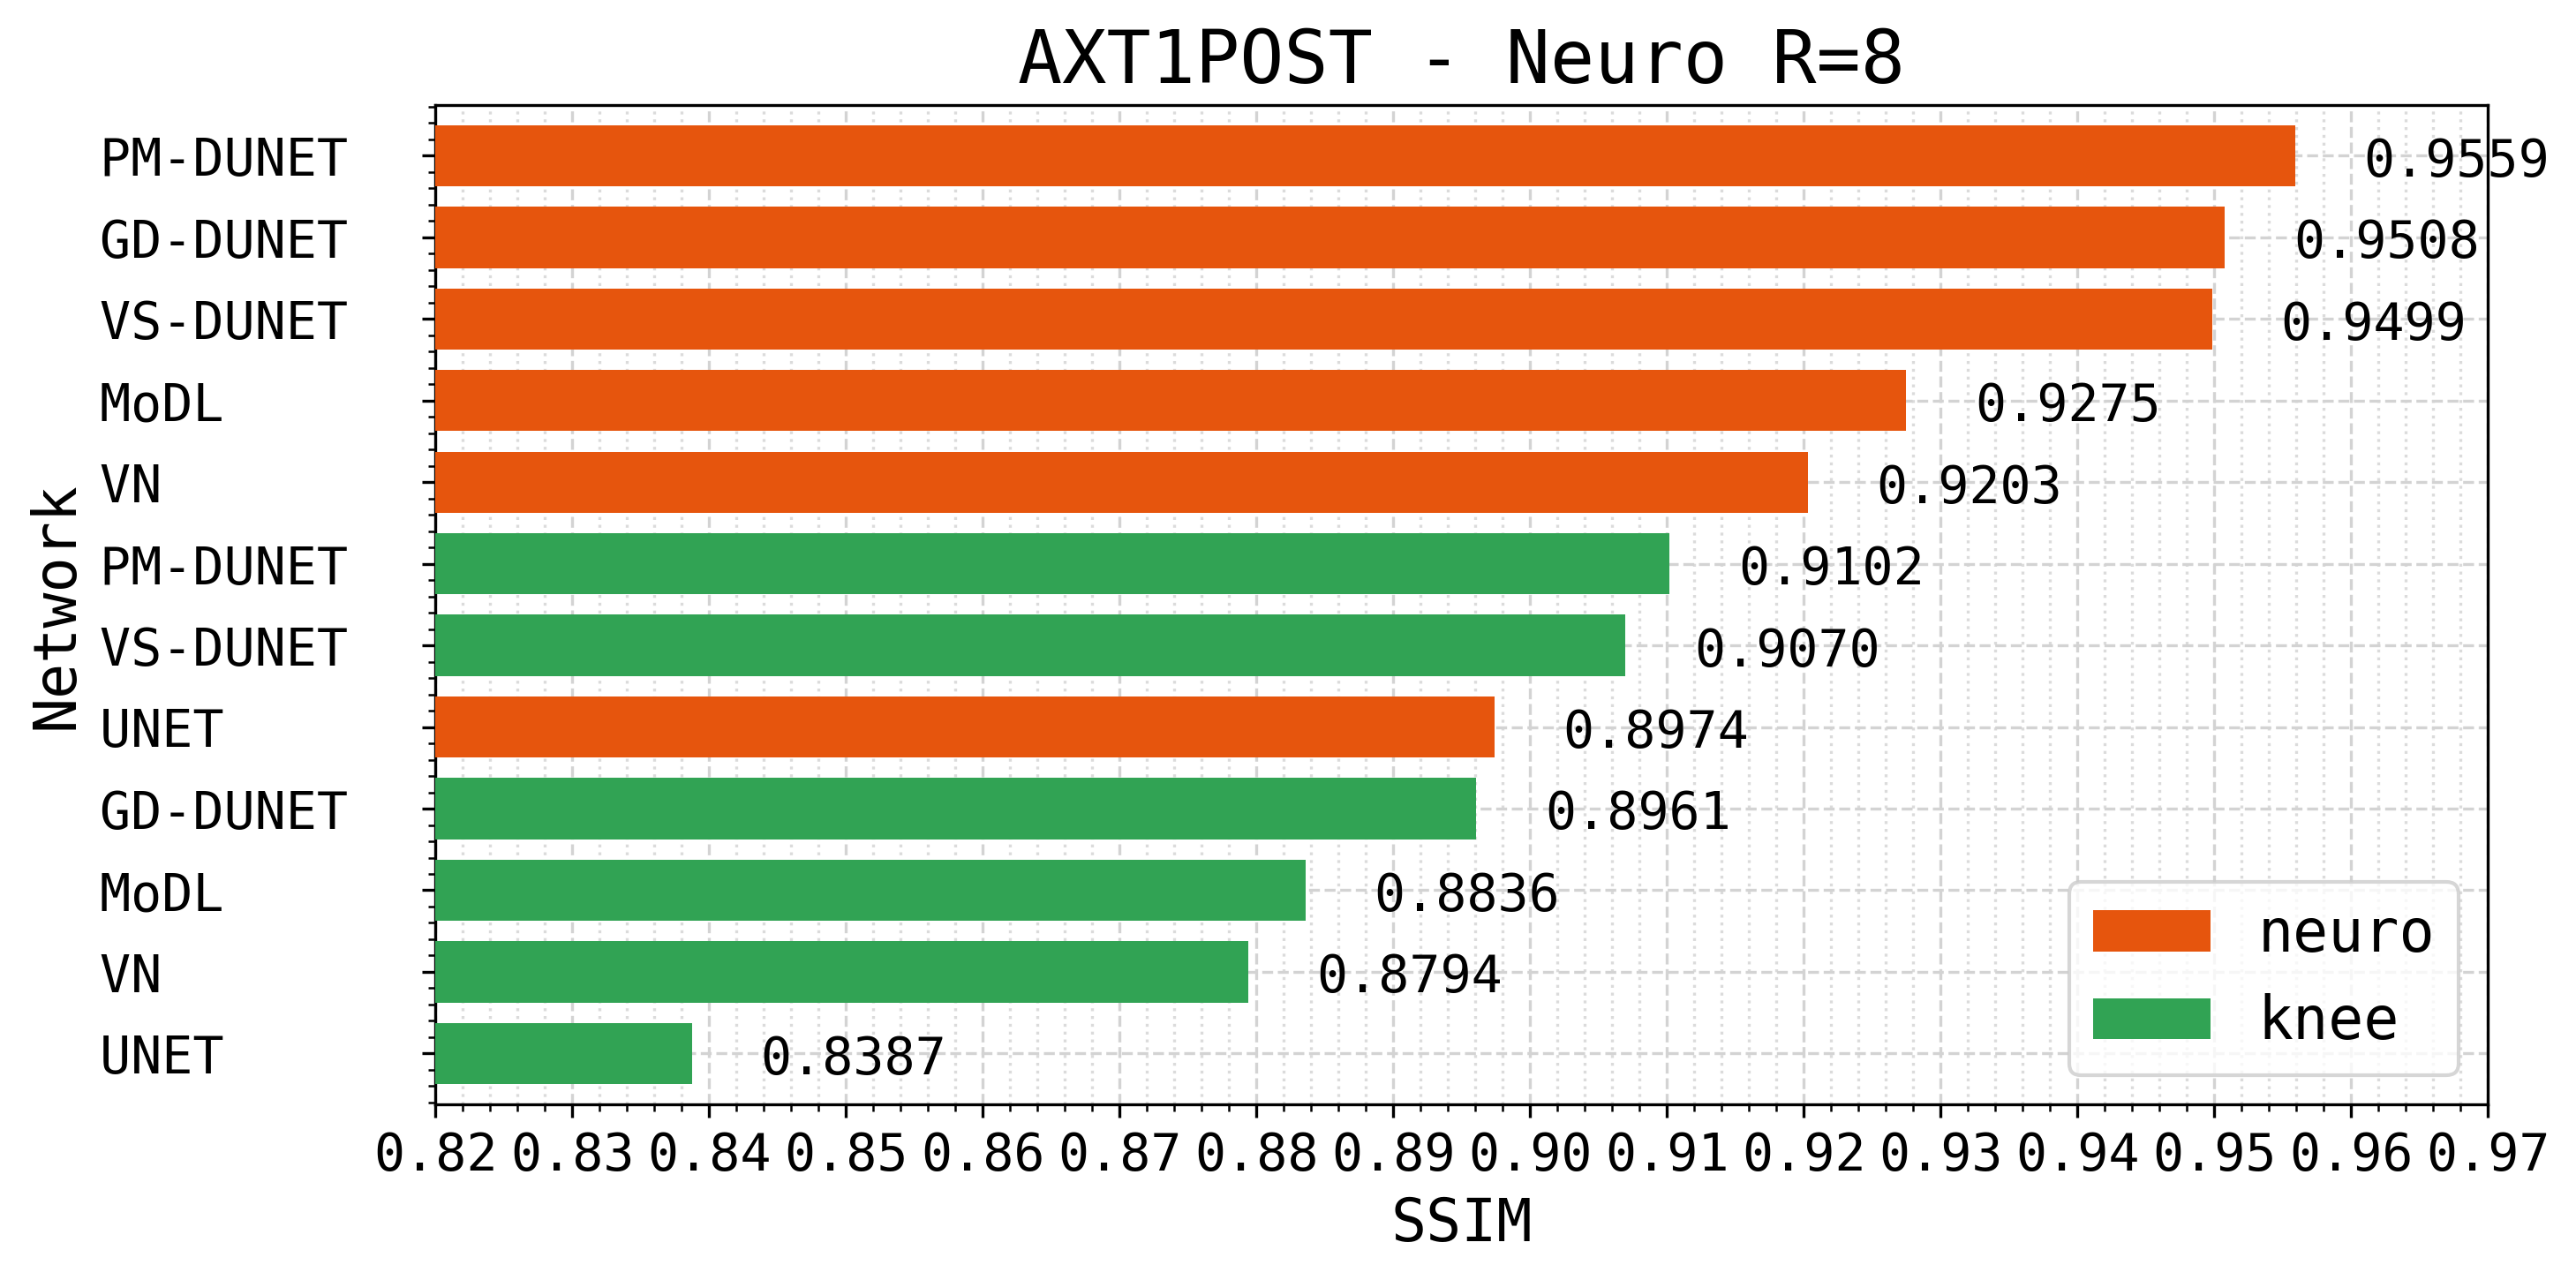 AXT1POST - Neuro R=8
Network
PM-DUNET 0.9559
GD-DUNET 0.9508
VS-DUNET 0.9499
MoDL 0.9275
VN 0.9203
PM-DUNET 0.9102
VS-DUNET 0.9070
UNET 0.8974
GD-DUNET 0.8961
MoDL 0.8836
VN 0.8794
UNET 0.8387
neuro
knee
0.82 0.83 0.84 0.85 0.86 0.87 0.88 0.89 0.90 0.91 0.92 0.93 0.94 0.95 0.96 0.97
SSIM